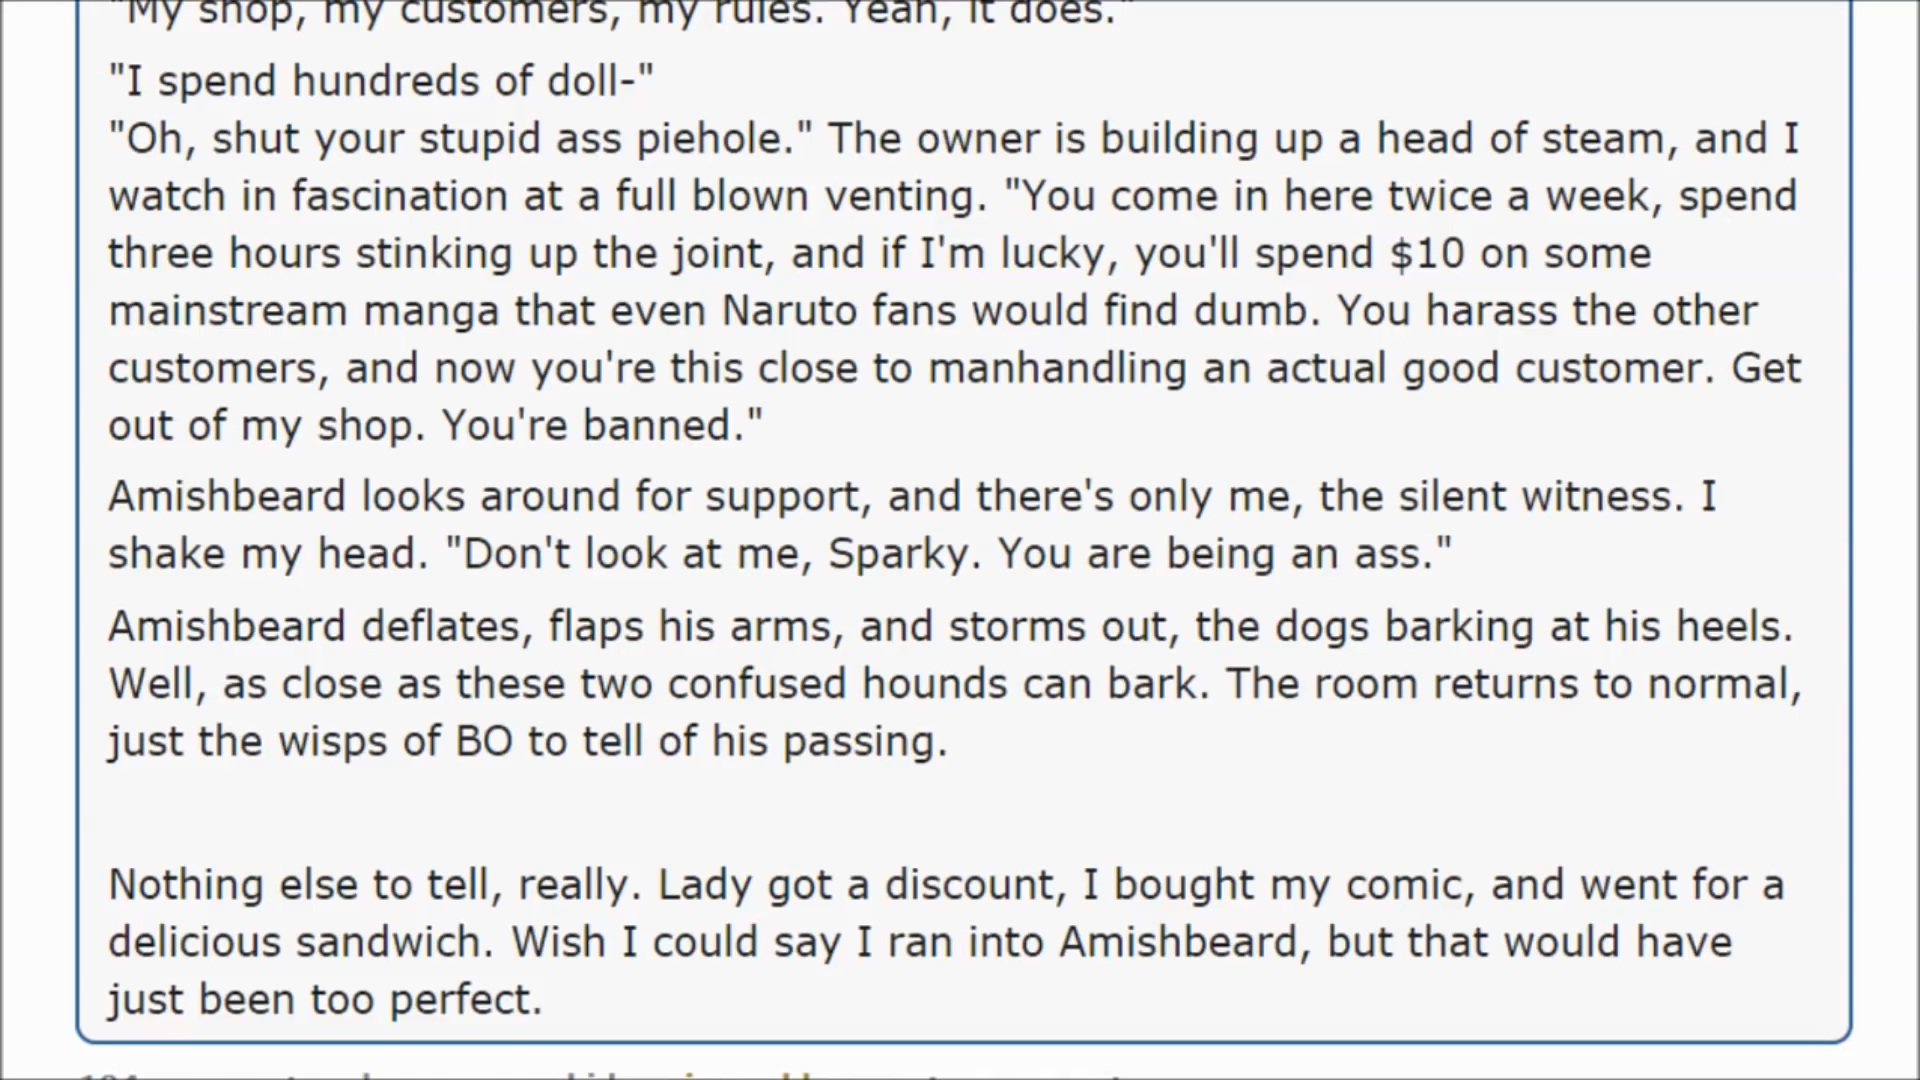 "My shop, my customers, my rules. Yeah, it does."
"I spend hundreds of doll-"
"Oh, shut your stupid ass piehole." The owner is building up a head of steam, and I
watch in fascination at a full blown venting. "You come in here twice a week, spend
three hours stinking up the joint, and if I'm lucky, you'll spend $10 on some
mainstream manga that even Naruto fans would find dumb. You harass the other
customers, and now you're this close to manhandling an actual good customer. Get
out of my shop. You're banned."
Amishbeard looks around for support, and there's only me, the silent witness. I
shake my head. "Don't look at me, Sparky. You are being an ass."
Amishbeard deflates, flaps his arms, and storms out, the dogs barking at his heels.
Well, as close as these two confused hounds can bark. The room returns to normal,
just the wisps of BO to tell of his passing.
Nothing else to tell, really. Lady got a discount, I bought my comic, and went for a
delicious sandwich. Wish I could say I ran into Amishbeard, but that would have
just been too perfect.